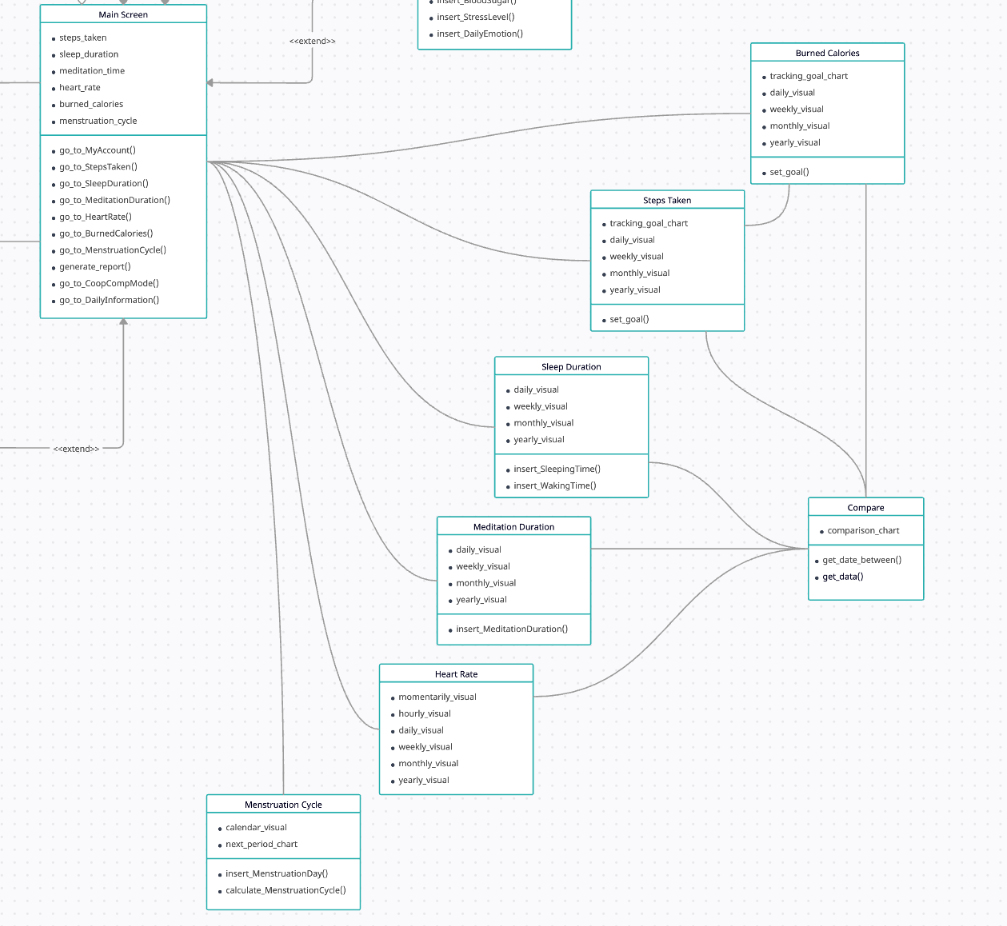 Main Screen
steps_taken
sleep_duration
meditation_time
heart_rate
burned_calories
menstruation_cycle
go_to_MyAccount()
go_to_StepsTaken()
go_to_SleepDuration()
go_to_MeditationDuration()
go_to_HeartRate()
go_to_BurnedCalories()
go_to_MenstruationCycle()
generate_report()
go_to_CoopCompMode()
go_to_DailyInformation()
<<extend>>
<<extend>>
insert_BloodSugar()
insert_StressLevel()
insert_DailyEmotion()
Burned Calories
tracking_goal_chart
daily_visual
weekly_visual
monthly_visual
yearly_visual
set_goal()
Steps Taken
tracking_goal_chart
daily_visual
weekly_visual
monthly_visual
yearly_visual
set_goal()
Sleep Duration
daily_visual
weekly_visual
monthly_visual
yearly_visual
insert_SleepingTime()
insert_WakingTime()
Compare
comparison_chart
get_date_between()
get_data()
Meditation Duration
daily_visual
weekly_visual
monthly_visual
yearly_visual
insert_MeditationDuration()
Heart Rate
momentarily_visual
hourly_visual
daily_visual
weekly_visual
monthly_visual
yearly_visual
Menstruation Cycle
calendar_visual
next_period_chart
insert_MenstruationDay()
calculate_MenstruationCycle()